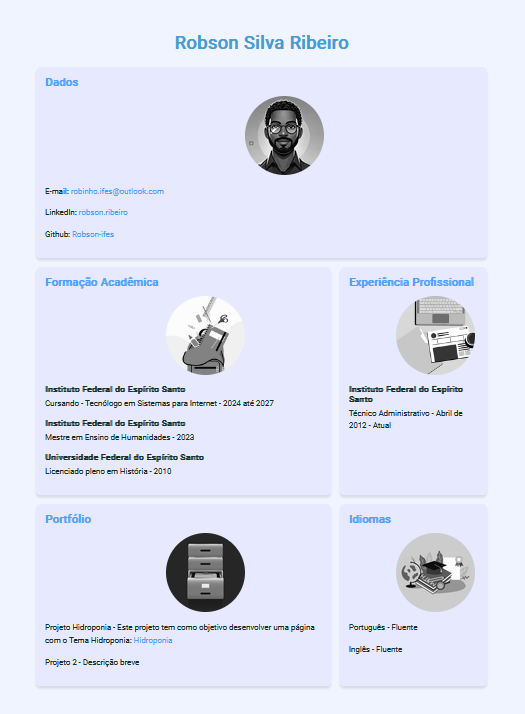 Robson Silva Ribeiro
Dados
E-mail: robinho.ifes@outlook.com
LinkedIn: robson.ribeiro
Github: Robson-ifes
Formação Acadêmica
Instituto Federal do Espírito Santo
Cursando - Tecnólogo em Sistemas para Internet - 2024 até 2027
Instituto Federal do Espírito Santo
Mestre em Ensino de Humanidades - 2023
Universidade Federal do Espírito Santo
Licenciado pleno em História - 2010
Experiência Profissional
Instituto Federal do Espírito
Santo
Técnico Administrativo - Abril de
2012 - Atual
Portfólio
Projeto Hidroponia - Este projeto tem como objetivo desenvolver uma página
com o Tema Hidroponia: Hidroponia
Projeto 2 - Descrição breve
Idiomas
Português - Fluente
Inglês - Fluente